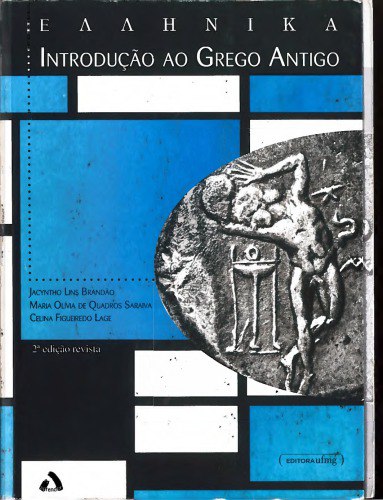 ΕΛΛΗΝΙΚΑ
INTRODUÇÃO AO GREGO ANTIGO
JACYNTHO LINS BRANDÃO
MARIA OLÍVIA DE QUADROS SARAIVA
CELINA FIGUEIREDO LAGE
2ª edição revista
( EDITORA ufmg )